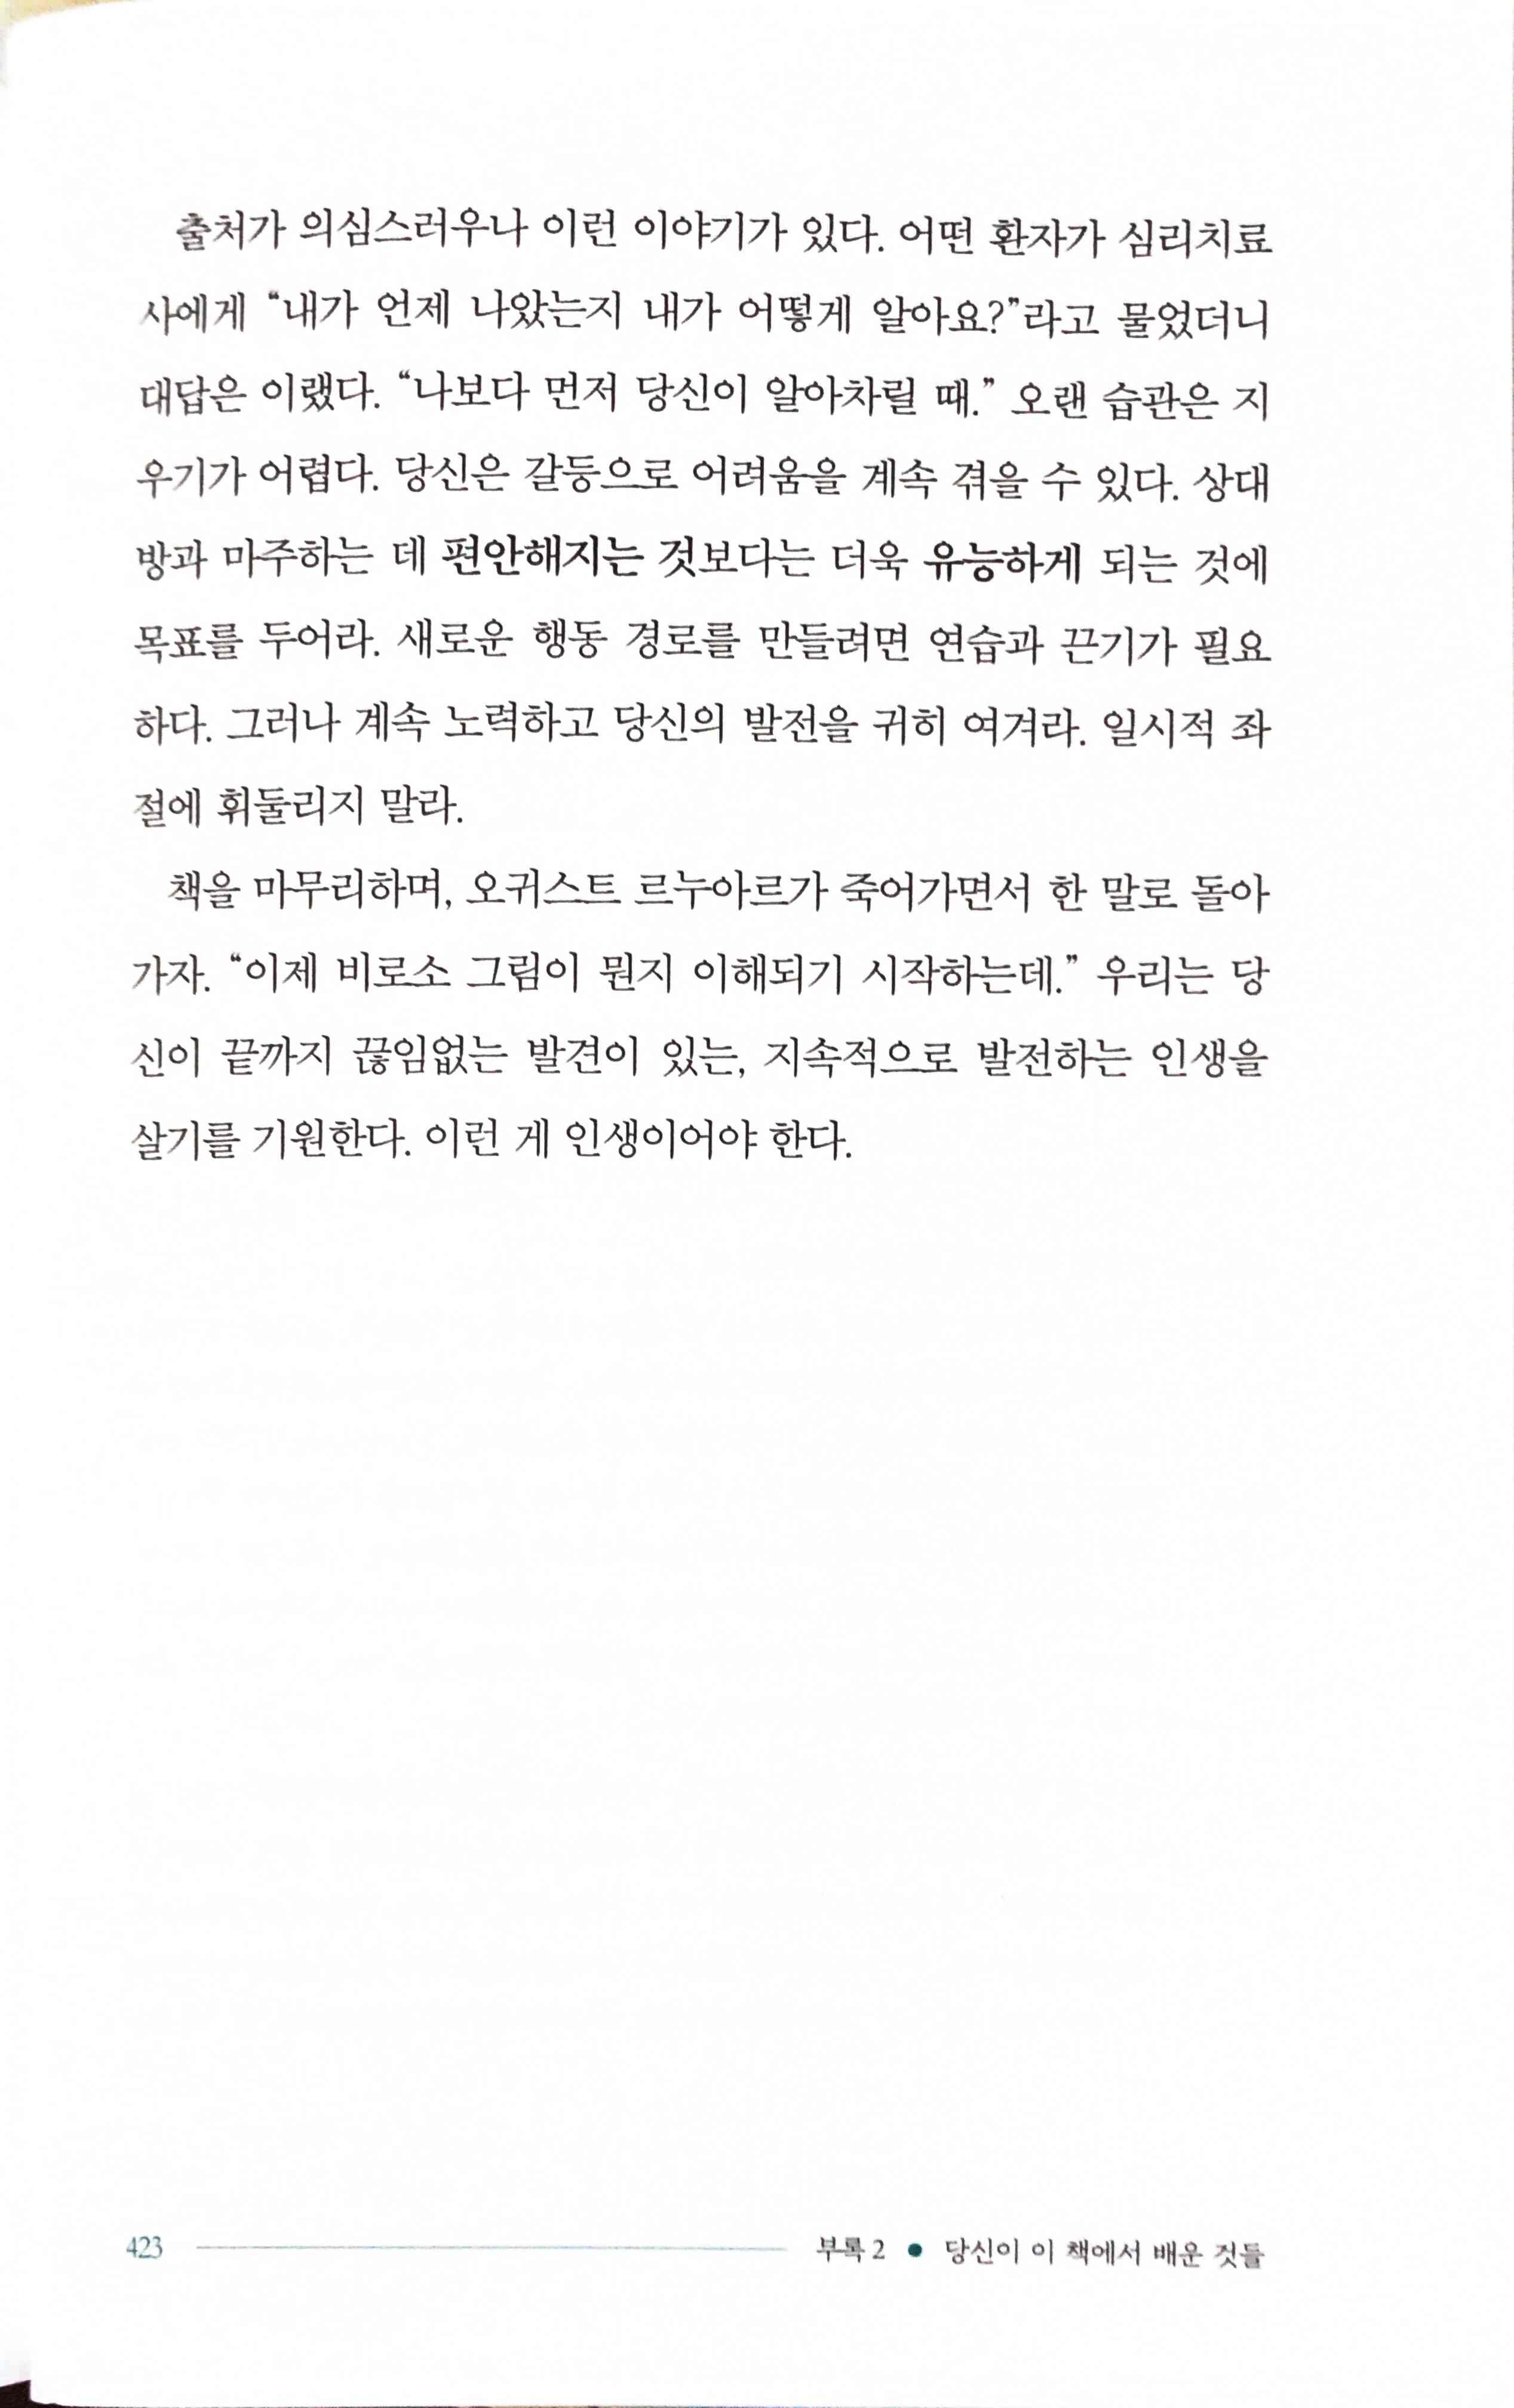 출처가 의심스러우나 이런 이야기가 있다. 어떤 환자가 심리치료
사에게 “내가 언제 나았는지 내가 어떻게 알아요?”라고 물었더니
대답은 이랬다. “나보다 먼저 당신이 알아차릴 때.” 오랜 습관은 지
우기가 어렵다. 당신은 갈등으로 어려움을 계속 겪을 수 있다. 상대
방과 마주하는 데 편안해지는 것보다는 더욱 유능하게 되는 것에
목표를 두어라. 새로운 행동 경로를 만들려면 연습과 끈기가 필요
하다. 그러나 계속 노력하고 당신의 발전을 귀히 여겨라. 일시적 좌
절에 휘둘리지 말라.
책을 마무리하며, 오귀스트 르누아르가 죽어가면서 한 말로 돌아
가자. “이제 비로소 그림이 뭔지 이해되기 시작하는데.” 우리는 당
신이 끝까지 끊임없는 발견이 있는, 지속적으로 발전하는 인생을
살기를 기원한다. 이런 게 인생이어야 한다.
423 부록 2 ● 당신이 이 책에서 배운 것들